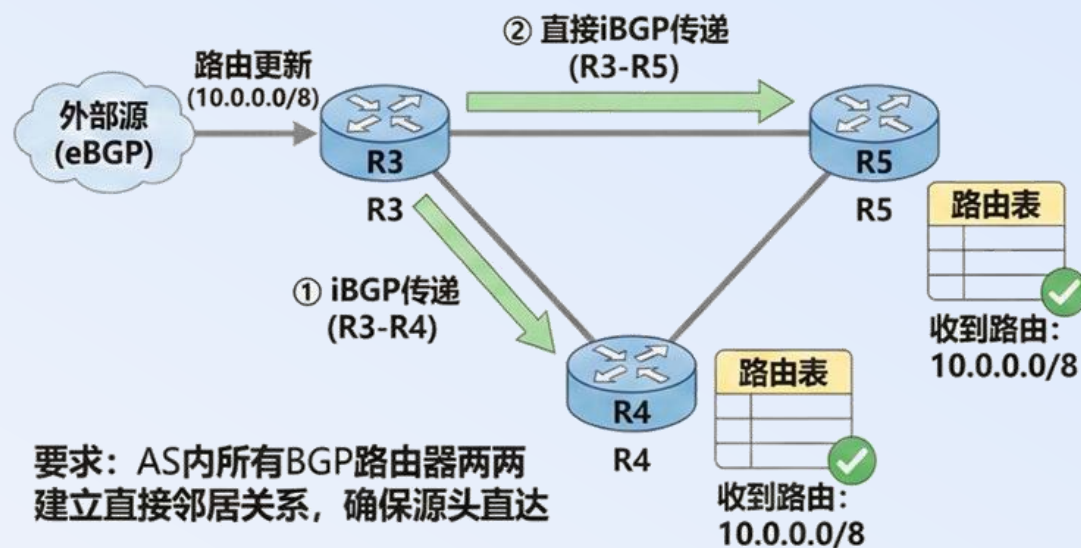 ② 直接iBGP传递
(R3-R5)
路由更新
(10.0.0.0/8)
外部源
(eBGP)
R3
R3
R5
R5
路由表
收到路由：
10.0.0.0/8
① iBGP传递
(R3-R4)
R4
R4
路由表
收到路由：
10.0.0.0/8
要求：AS内所有BGP路由器两两
建立直接邻居关系，确保源头直达